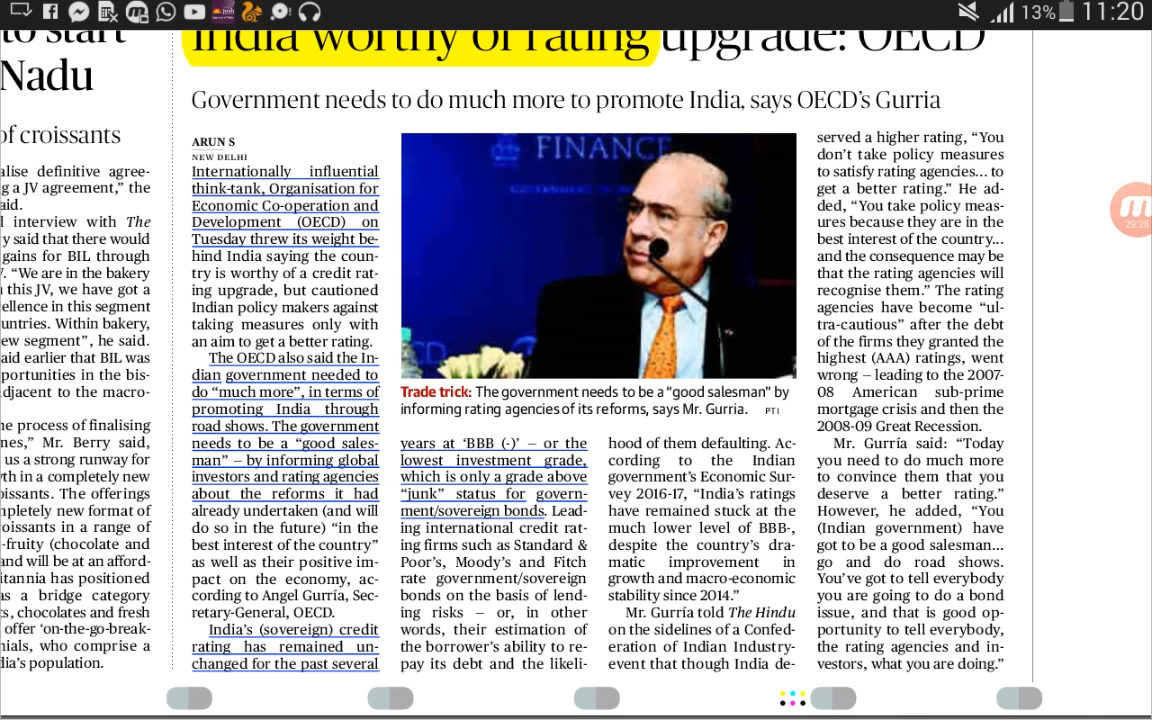 13% 11:20
to start
Nadu
of croissants
alise definitive agree-
g a JV agreement,” the
aid.
l interview with The
y said that there would
gains for BIL through
. “We are in the bakery
this JV, we have got a
ellence in this segment
untries. Within bakery,
ew segment”, he said.
aid earlier that BIL was
portunities in the bis-
djacent to the macro-
he process of finalising
nes,” Mr. Berry said,
us a strong runway for
th in a completely new
oissants. The offerings
npletely new format of
roissants in a range of
-fruity (chocolate and
and will be at an afford-
itannia has positioned
as a bridge category
s, chocolates and fresh
offer ‘on-the-go-break-
nials, who comprise a
dia’s population.
India worthy of rating upgrade: OECD
Government needs to do much more to promote India, says OECD’s Gurria
ARUN S
NEW DELHI
Internationally influential
think-tank, Organisation for
Economic Co-operation and
Development (OECD) on
Tuesday threw its weight be-
hind India saying the coun-
try is worthy of a credit rat-
ing upgrade, but cautioned
Indian policy makers against
taking measures only with
an aim to get a better rating.
The OECD also said the In-
dian government needed to
do “much more”, in terms of
promoting India through
road shows. The government
needs to be a “good sales-
man” – by informing global
investors and rating agencies
about the reforms it had
already undertaken (and will
do so in the future) “in the
best interest of the country”
as well as their positive im-
pact on the economy, ac-
cording to Angel Gurría, Sec-
retary-General, OECD.
India’s (sovereign) credit
rating has remained un-
changed for the past several
FINANCE
CD
Trade trick: The government needs to be a “good salesman” by
informing rating agencies of its reforms, says Mr. Gurria. PTI
years at ‘BBB (-)’ – or the
lowest investment grade,
which is only a grade above
“junk” status for govern-
ment/sovereign bonds. Lead-
ing international credit rat-
ing firms such as Standard &
Poor’s, Moody’s and Fitch
rate government/sovereign
bonds on the basis of lend-
ing risks – or, in other
words, their estimation of
the borrower’s ability to re-
pay its debt and the likeli-
hood of them defaulting. Ac-
cording to the Indian
government’s Economic Sur-
vey 2016-17, “India’s ratings
have remained stuck at the
much lower level of BBB-,
despite the country’s dra-
matic improvement in
growth and macro-economic
stability since 2014.”
Mr. Gurría told The Hindu
on the sidelines of a Confed-
eration of Indian Industry-
event that though India de-
served a higher rating, “You
don’t take policy measures
to satisfy rating agencies... to
get a better rating.” He ad-
ded, “You take policy meas-
ures because they are in the
best interest of the country...
and the consequence may be
that the rating agencies will
recognise them.” The rating
agencies have become “ul-
tra-cautious” after the debt
of the firms they granted the
highest (AAA) ratings, went
wrong – leading to the 2007-
08 American sub-prime
mortgage crisis and then the
2008-09 Great Recession.
Mr. Gurría said: “Today
you need to do much more
to convince them that you
deserve a better rating.”
However, he added, “You
(Indian government) have
got to be a good salesman...
go and do road shows.
You’ve got to tell everybody
you are going to do a bond
issue, and that is good op-
portunity to tell everybody,
the rating agencies and in-
vestors, what you are doing.”
29:28